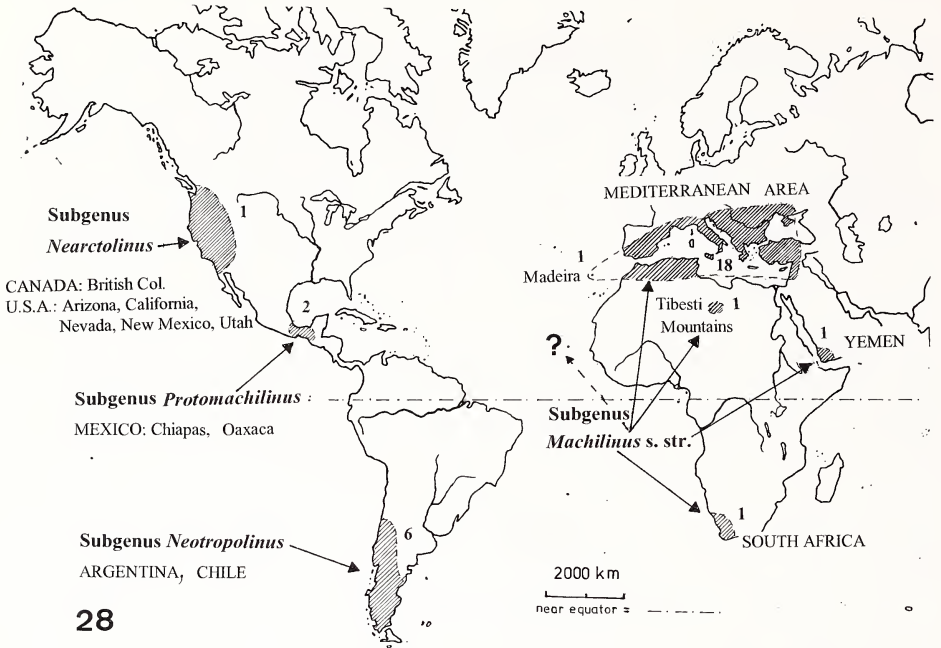 MEDITERRANEAN AREA
Subgenus
Nearctolinus
1
CANADA: British Col.
U.S.A.: Arizona, California,
Nevada, New Mexico, Utah
2
Subgenus Protomachilinus :
MEXICO: Chiapas, Oaxaca
1
Madeira
18
Tibesti
Mountains
1
1
YEMEN
?
Subgenus
Machilinus s. str.
1
SOUTH AFRICA
6
Subgenus Neotropolinus
ARGENTINA, CHILE
2000 km
near equator =
28